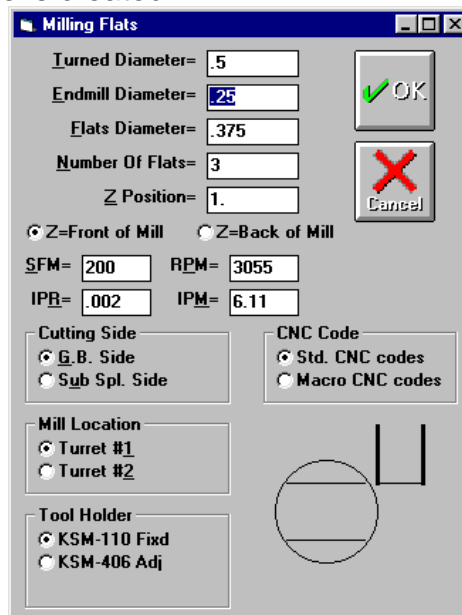 Milling Flats
Turned Diameter= .5
Endmill Diameter= .25
Flats Diameter= .375
Number Of Flats= 3
Z Position= 1.
OK
Cancel
Z=Front of Mill Z=Back of Mill
SFM= 200 RPM= 3055
IPR= .002 IPM= 6.11
Cutting Side
G.B. Side
Sub Spl. Side
CNC Code
Std. CNC codes
Macro CNC codes
Mill Location
Turret #1
Turret #2
Tool Holder
KSM-110 Fixd
KSM-406 Adj